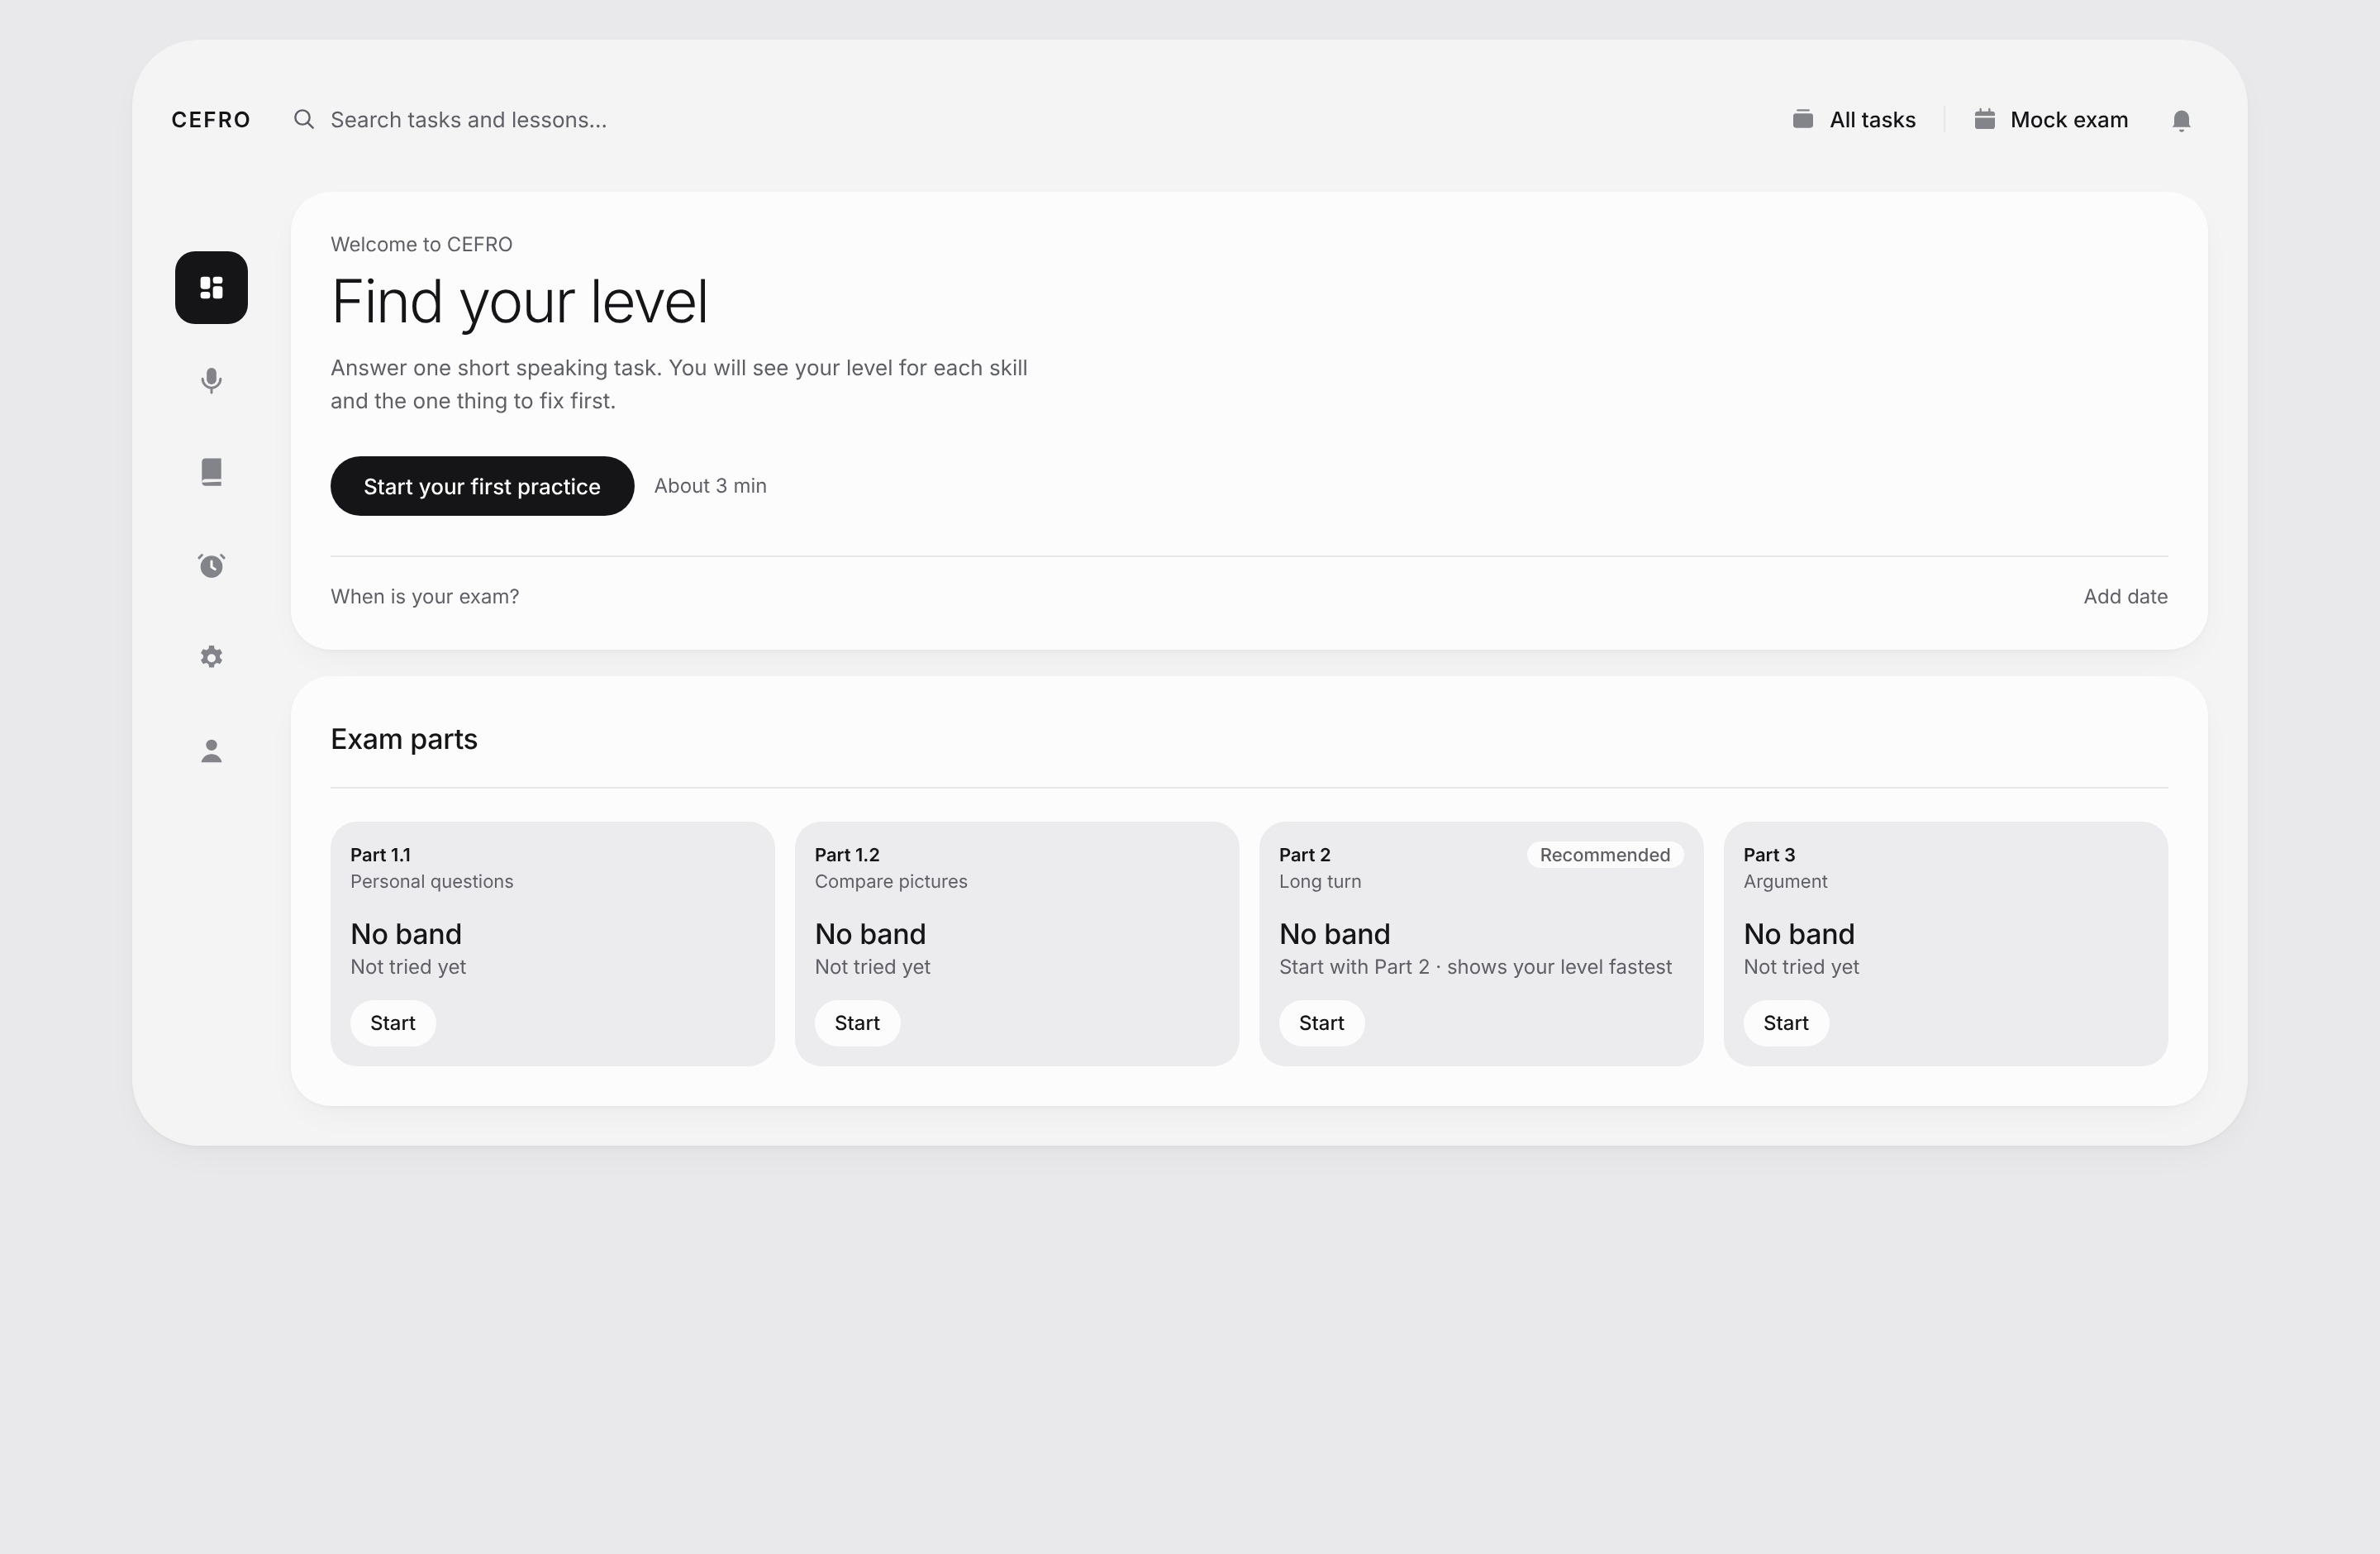 CEFRO
Search tasks and lessons...
All tasks
Mock exam
Welcome to CEFRO
Find your level
Answer one short speaking task. You will see your level for each skill
and the one thing to fix first.
Start your first practice
About 3 min
When is your exam?
Add date
Exam parts
Part 1.1
Personal questions
No band
Not tried yet
Start
Part 1.2
Compare pictures
No band
Not tried yet
Start
Part 2
Recommended
Long turn
No band
Start with Part 2 · shows your level fastest
Start
Part 3
Argument
No band
Not tried yet
Start